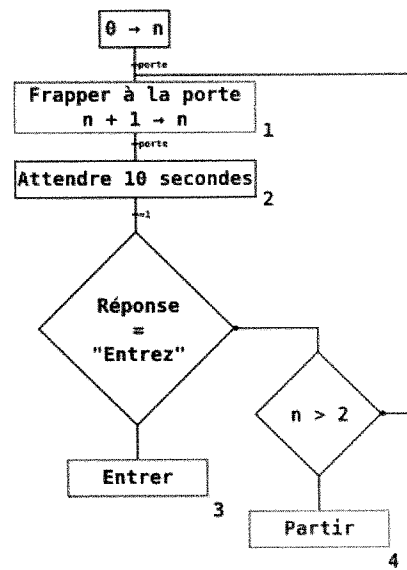 0 → n
porte
Frapper à la porte
n + 1 → n
1
porte
Attendre 10 secondes
2
=1
Réponse
=
"Entrez"
n > 2
Entrer
3
Partir
4